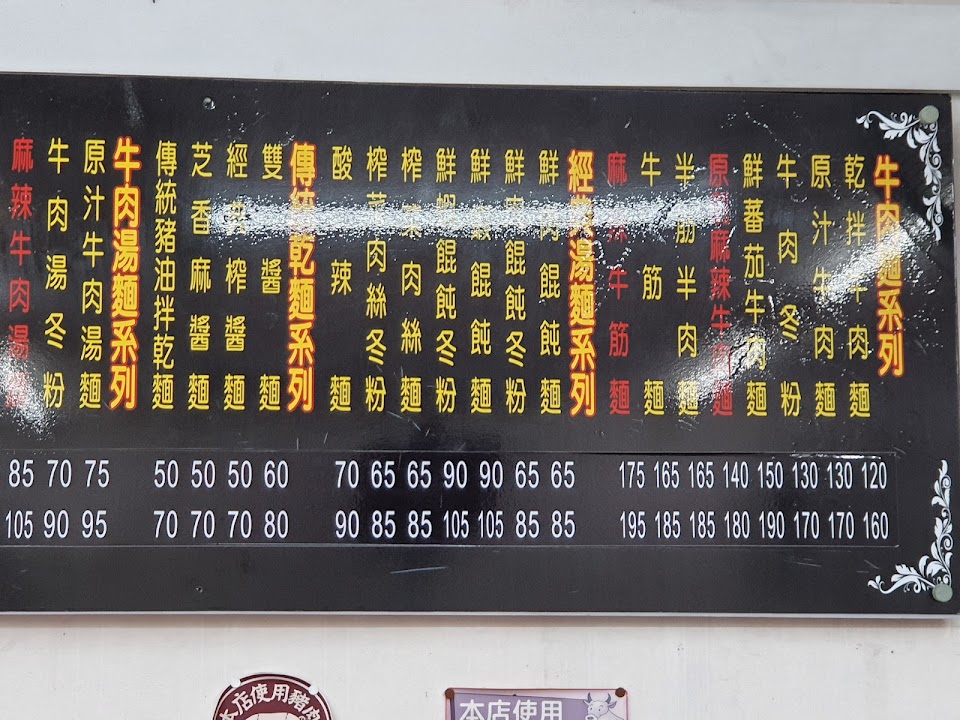 牛肉麵系列
乾拌牛肉麵
原汁牛肉麵
牛肉冬粉
鮮蕃茄牛肉麵
原汁麻辣牛肉麵
半筋半肉麵
牛筋麵
麻辣牛筋麵
經典湯麵系列
鮮肉餛飩麵
鮮肉餛飩冬粉
鮮蝦餛飩麵
鮮蝦餛飩冬粉
榨菜肉絲麵
榨菜肉絲冬粉
酸辣麵
傳統乾麵系列
雙醬麵
經典榨醬麵
芝香麻醬麵
傳統豬油拌乾麵
牛肉湯麵系列
原汁牛肉湯麵
牛肉湯冬粉
麻辣牛肉湯麵
85 70 75 50 50 50 60 70 65 65 90 90 65 65 175 165 165 140 150 130 130 120
105 90 95 70 70 70 80 90 85 85 105 105 85 85 195 185 185 180 190 170 170 160
本店使用豬肉
本店使用